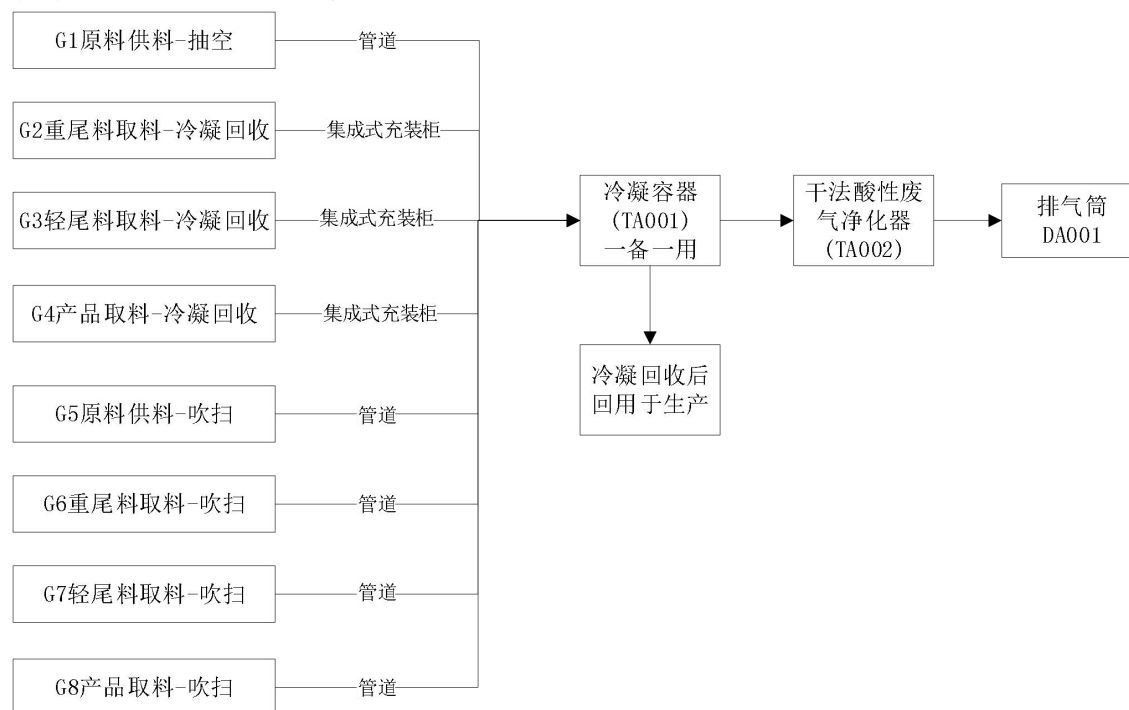 G1原料供料-抽空
管道
G2重尾料取料-冷凝回收
集成式充装柜
G3轻尾料取料-冷凝回收
集成式充装柜
冷凝容器
(TA001)
一备一用
干法酸性废
气净化器
(TA002)
排气筒
DA001
G4产品取料-冷凝回收
集成式充装柜
冷凝回收后
回用于生产
G5原料供料-吹扫
管道
G6重尾料取料-吹扫
管道
G7轻尾料取料-吹扫
管道
G8产品取料-吹扫
管道